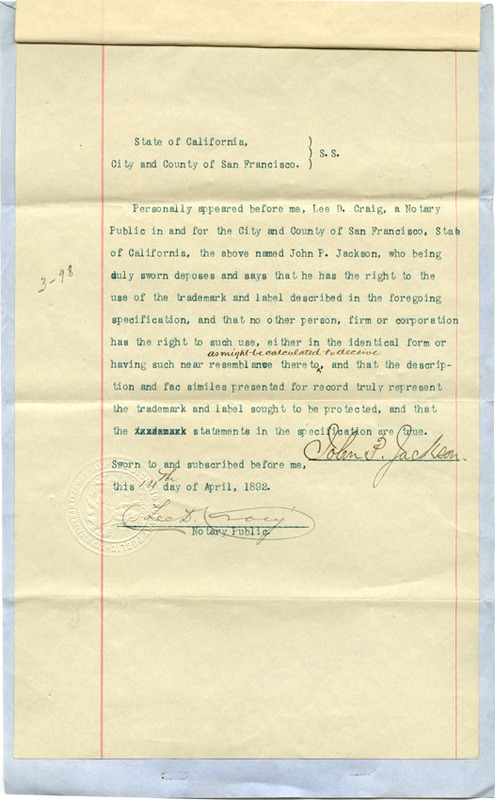 State of California, )
) S.S.
City and County of San Francisco. )
Personally appeared before me, Lee D. Craig, a Notary
Public in and for the City and County of San Francisco, State
of California, the above named John P. Jackson, who being
duly sworn deposes and says that he has the right to the
3-98
use of the trademark and label described in the foregoing
specification, and that no other person, firm or corporation
has the right to such use, either in the identical form or
as might be calculated to deceive
having such near resemblance thereto, and that the descrip-
tion and fac similes presented for record truly represent
the trademark and label sought to be protected, and that
the statements in the specification are true.
John P. Jackson.
Sworn to and subscribed before me,
this 14th day of April, 1892.
Lee D. Craig
Notary Public.